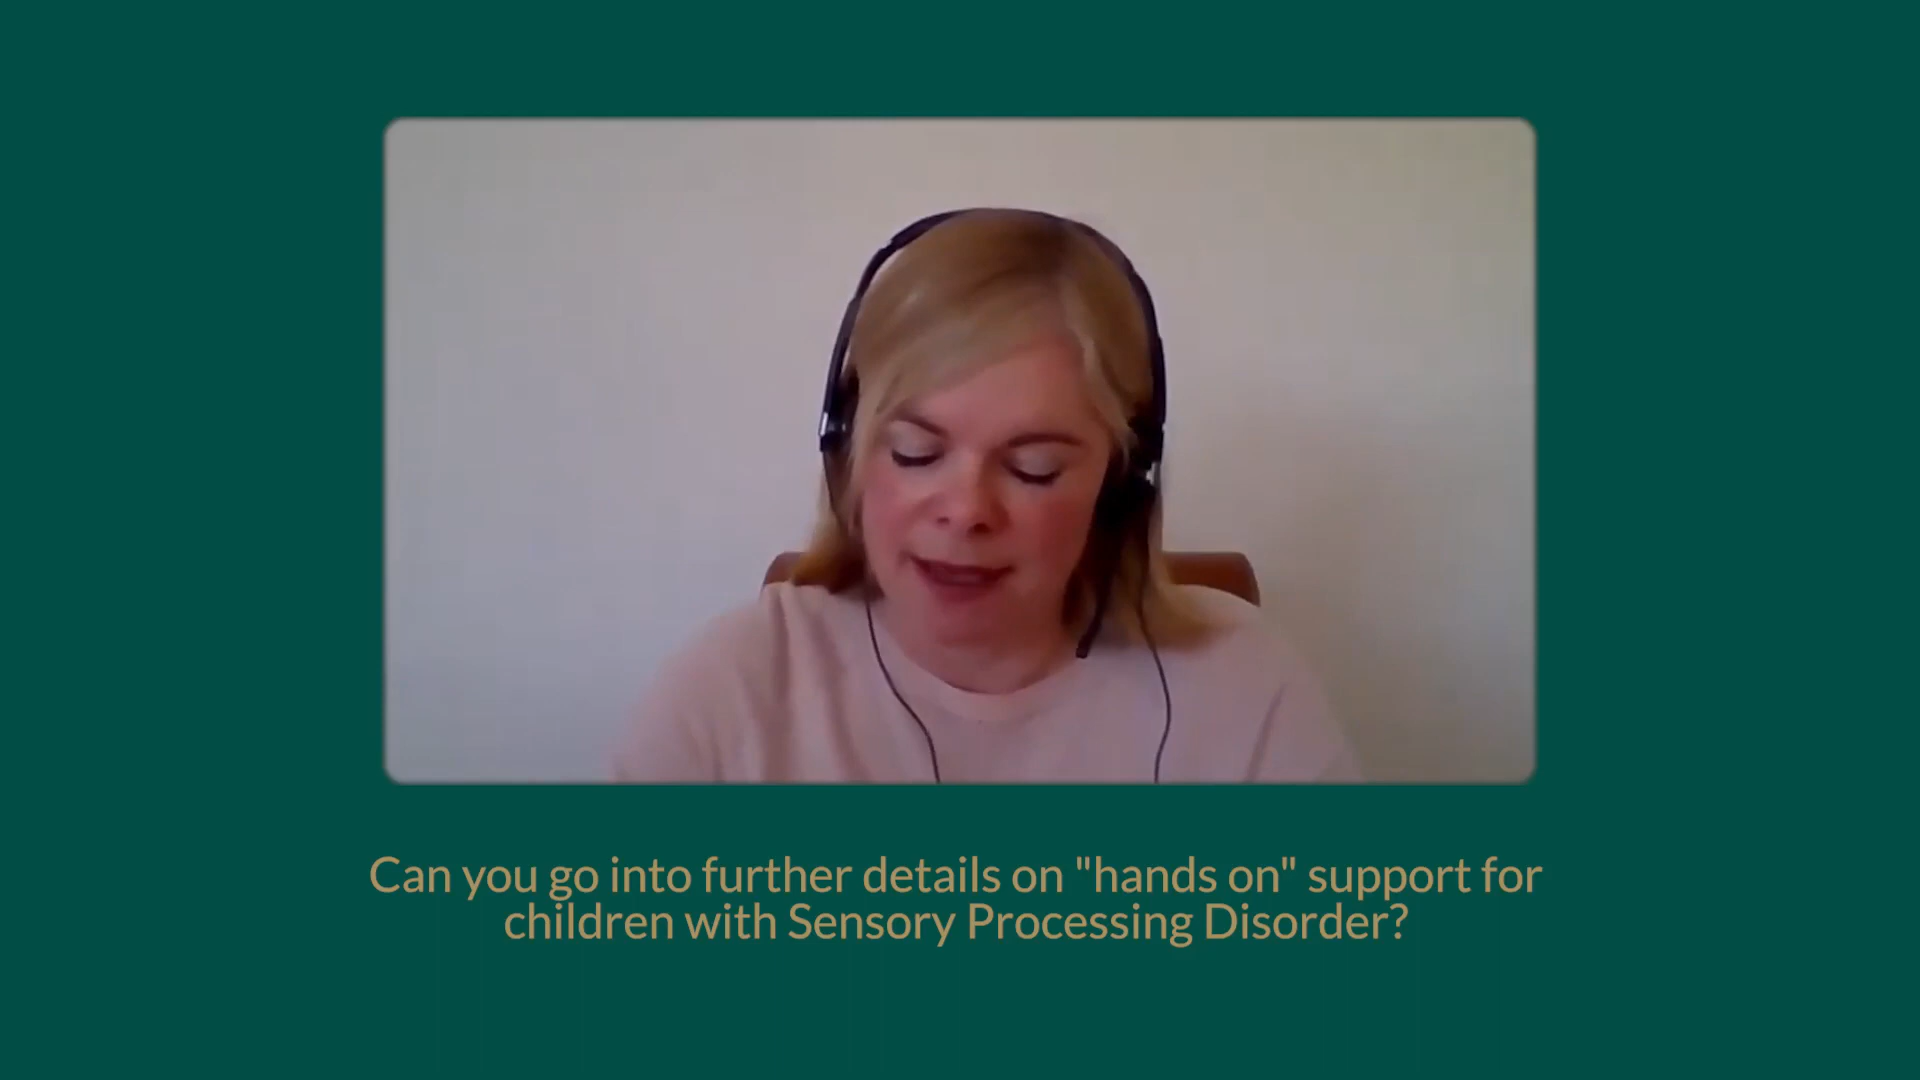 Can you go into further details on "hands on" support for
children with Sensory Processing Disorder?